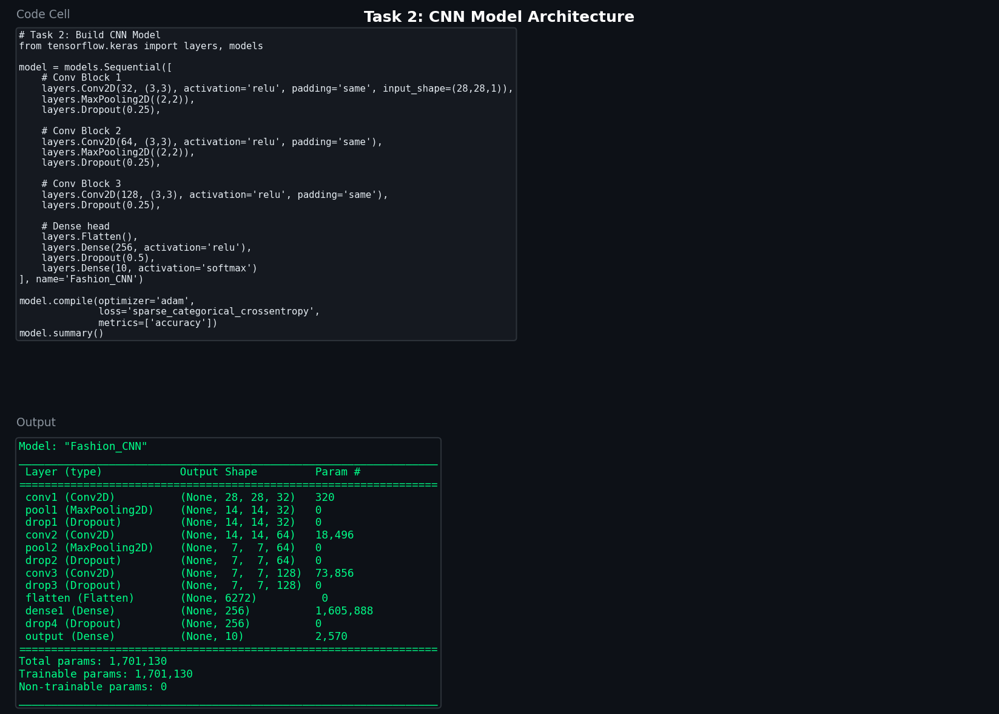 Task 2: CNN Model Architecture
Code Cell
# Task 2: Build CNN Model
from tensorflow.keras import layers, models

model = models.Sequential([
    # Conv Block 1
    layers.Conv2D(32, (3,3), activation='relu', padding='same', input_shape=(28,28,1)),
    layers.MaxPooling2D((2,2)),
    layers.Dropout(0.25),

    # Conv Block 2
    layers.Conv2D(64, (3,3), activation='relu', padding='same'),
    layers.MaxPooling2D((2,2)),
    layers.Dropout(0.25),

    # Conv Block 3
    layers.Conv2D(128, (3,3), activation='relu', padding='same'),
    layers.Dropout(0.25),

    # Dense head
    layers.Flatten(),
    layers.Dense(256, activation='relu'),
    layers.Dropout(0.5),
    layers.Dense(10, activation='softmax')
], name='Fashion_CNN')

model.compile(optimizer='adam',
              loss='sparse_categorical_crossentropy',
              metrics=['accuracy'])
model.summary()
Output
Model: "Fashion_CNN"
_________________________________________________________________
 Layer (type)            Output Shape         Param #
=================================================================
 conv1 (Conv2D)          (None, 28, 28, 32)   320
 pool1 (MaxPooling2D)    (None, 14, 14, 32)   0
 drop1 (Dropout)         (None, 14, 14, 32)   0
 conv2 (Conv2D)          (None, 14, 14, 64)   18,496
 pool2 (MaxPooling2D)    (None,  7,  7, 64)   0
 drop2 (Dropout)         (None,  7,  7, 64)   0
 conv3 (Conv2D)          (None,  7,  7, 128)  73,856
 drop3 (Dropout)         (None,  7,  7, 128)  0
 flatten (Flatten)       (None, 6272)          0
 dense1 (Dense)          (None, 256)          1,605,888
 drop4 (Dropout)         (None, 256)          0
 output (Dense)          (None, 10)           2,570
=================================================================
Total params: 1,701,130
Trainable params: 1,701,130
Non-trainable params: 0
_________________________________________________________________